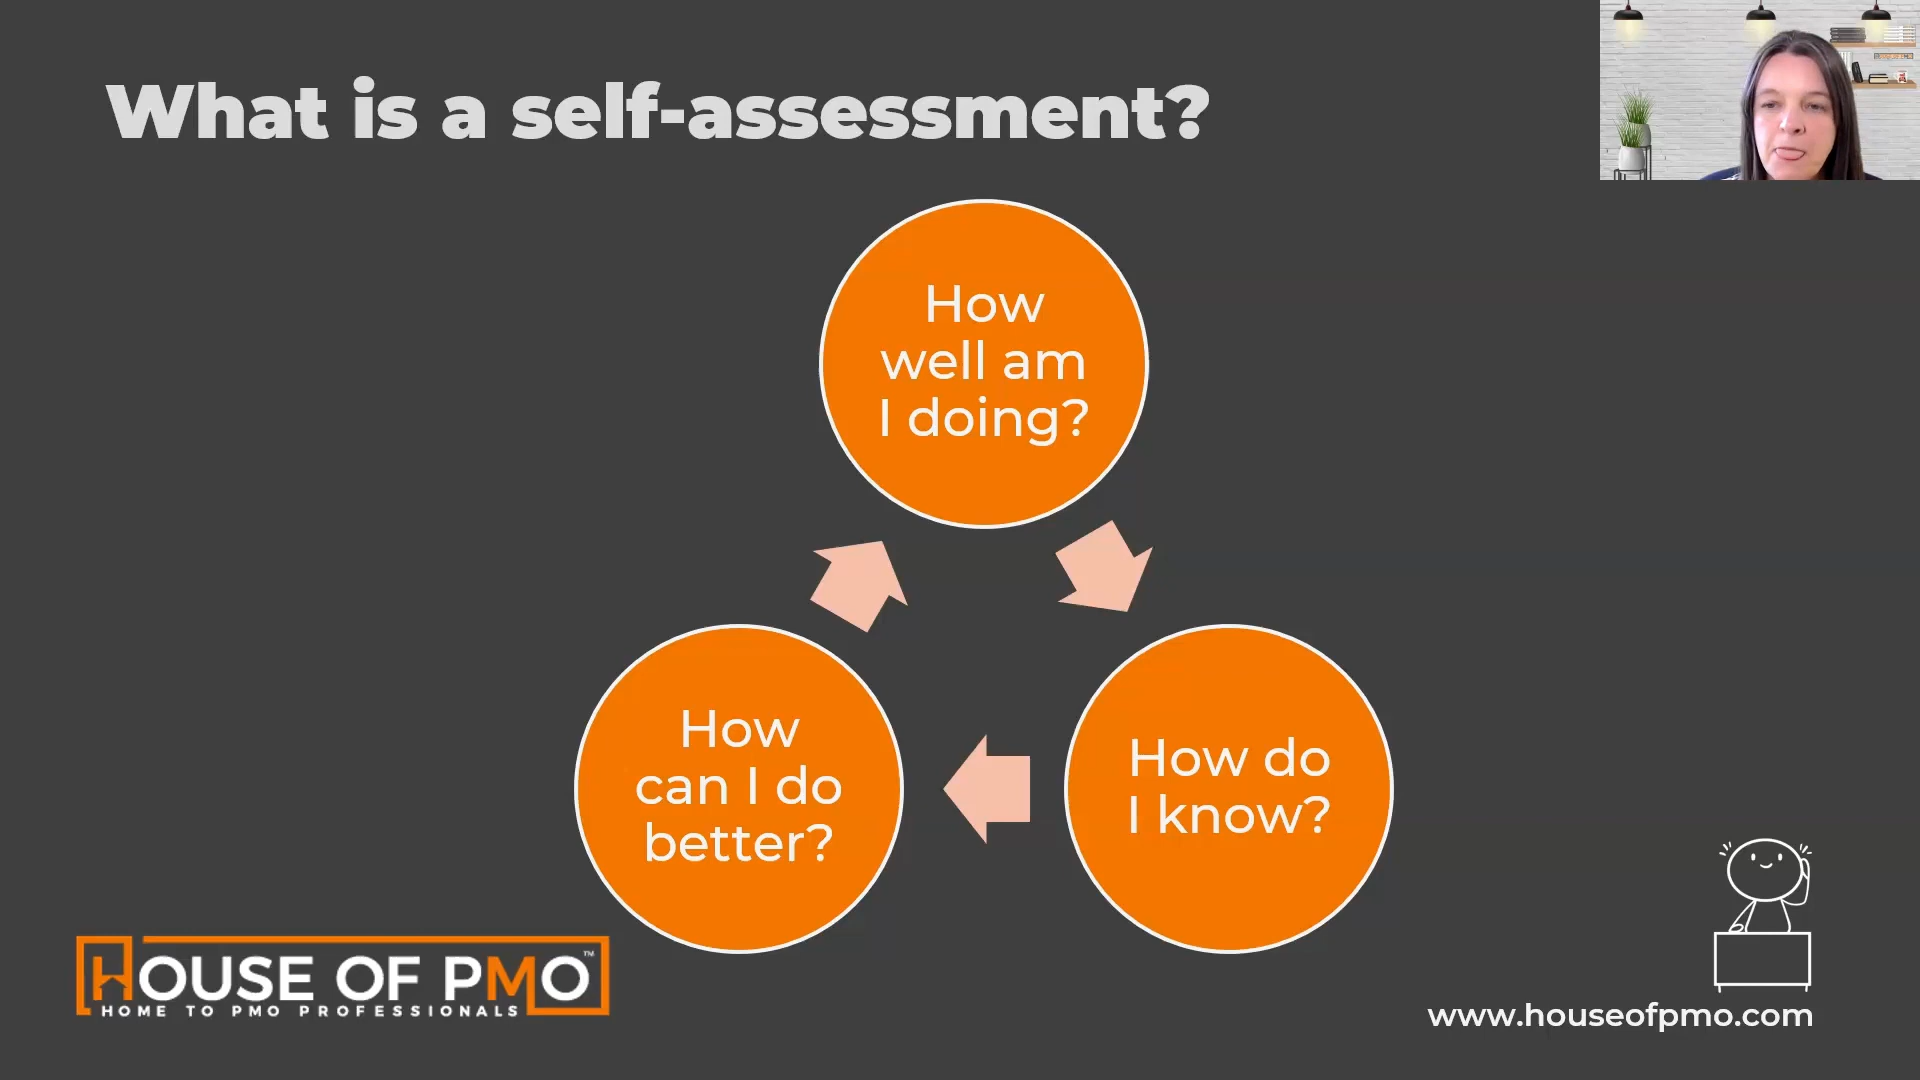 What is a self-assessment?
How
well am
I doing?
How
can I do
better?
How do
I know?
HOUSE OF PMO™
HOME TO PMO PROFESSIONALS
www.houseofpmo.com